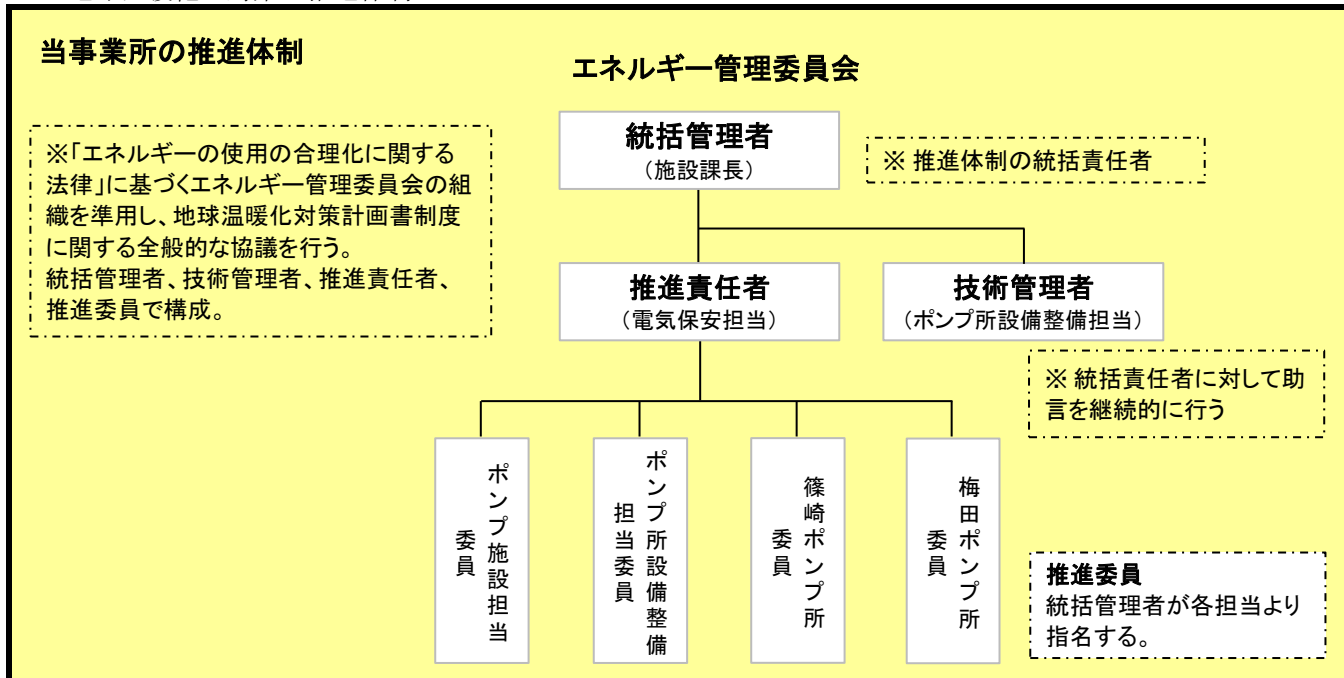 当事業所の推進体制
エネルギー管理委員会
※「エネルギーの使用の合理化に関する
法律」に基づくエネルギー管理委員会の組
織を準用し、地球温暖化対策計画書制度
に関する全般的な協議を行う。
統括管理者、技術管理者、推進責任者、
推進委員で構成。
統括管理者
（施設課長）
※ 推進体制の統括責任者
推進責任者
（電気保安担当）
技術管理者
（ポンプ所設備整備担当）
※ 統括責任者に対して助
言を継続的に行う
ポンプ施設担当
委員
ポンプ所設備整備
担当委員
篠崎ポンプ所
委員
梅田ポンプ所
委員
推進委員
統括管理者が各担当より
指名する。